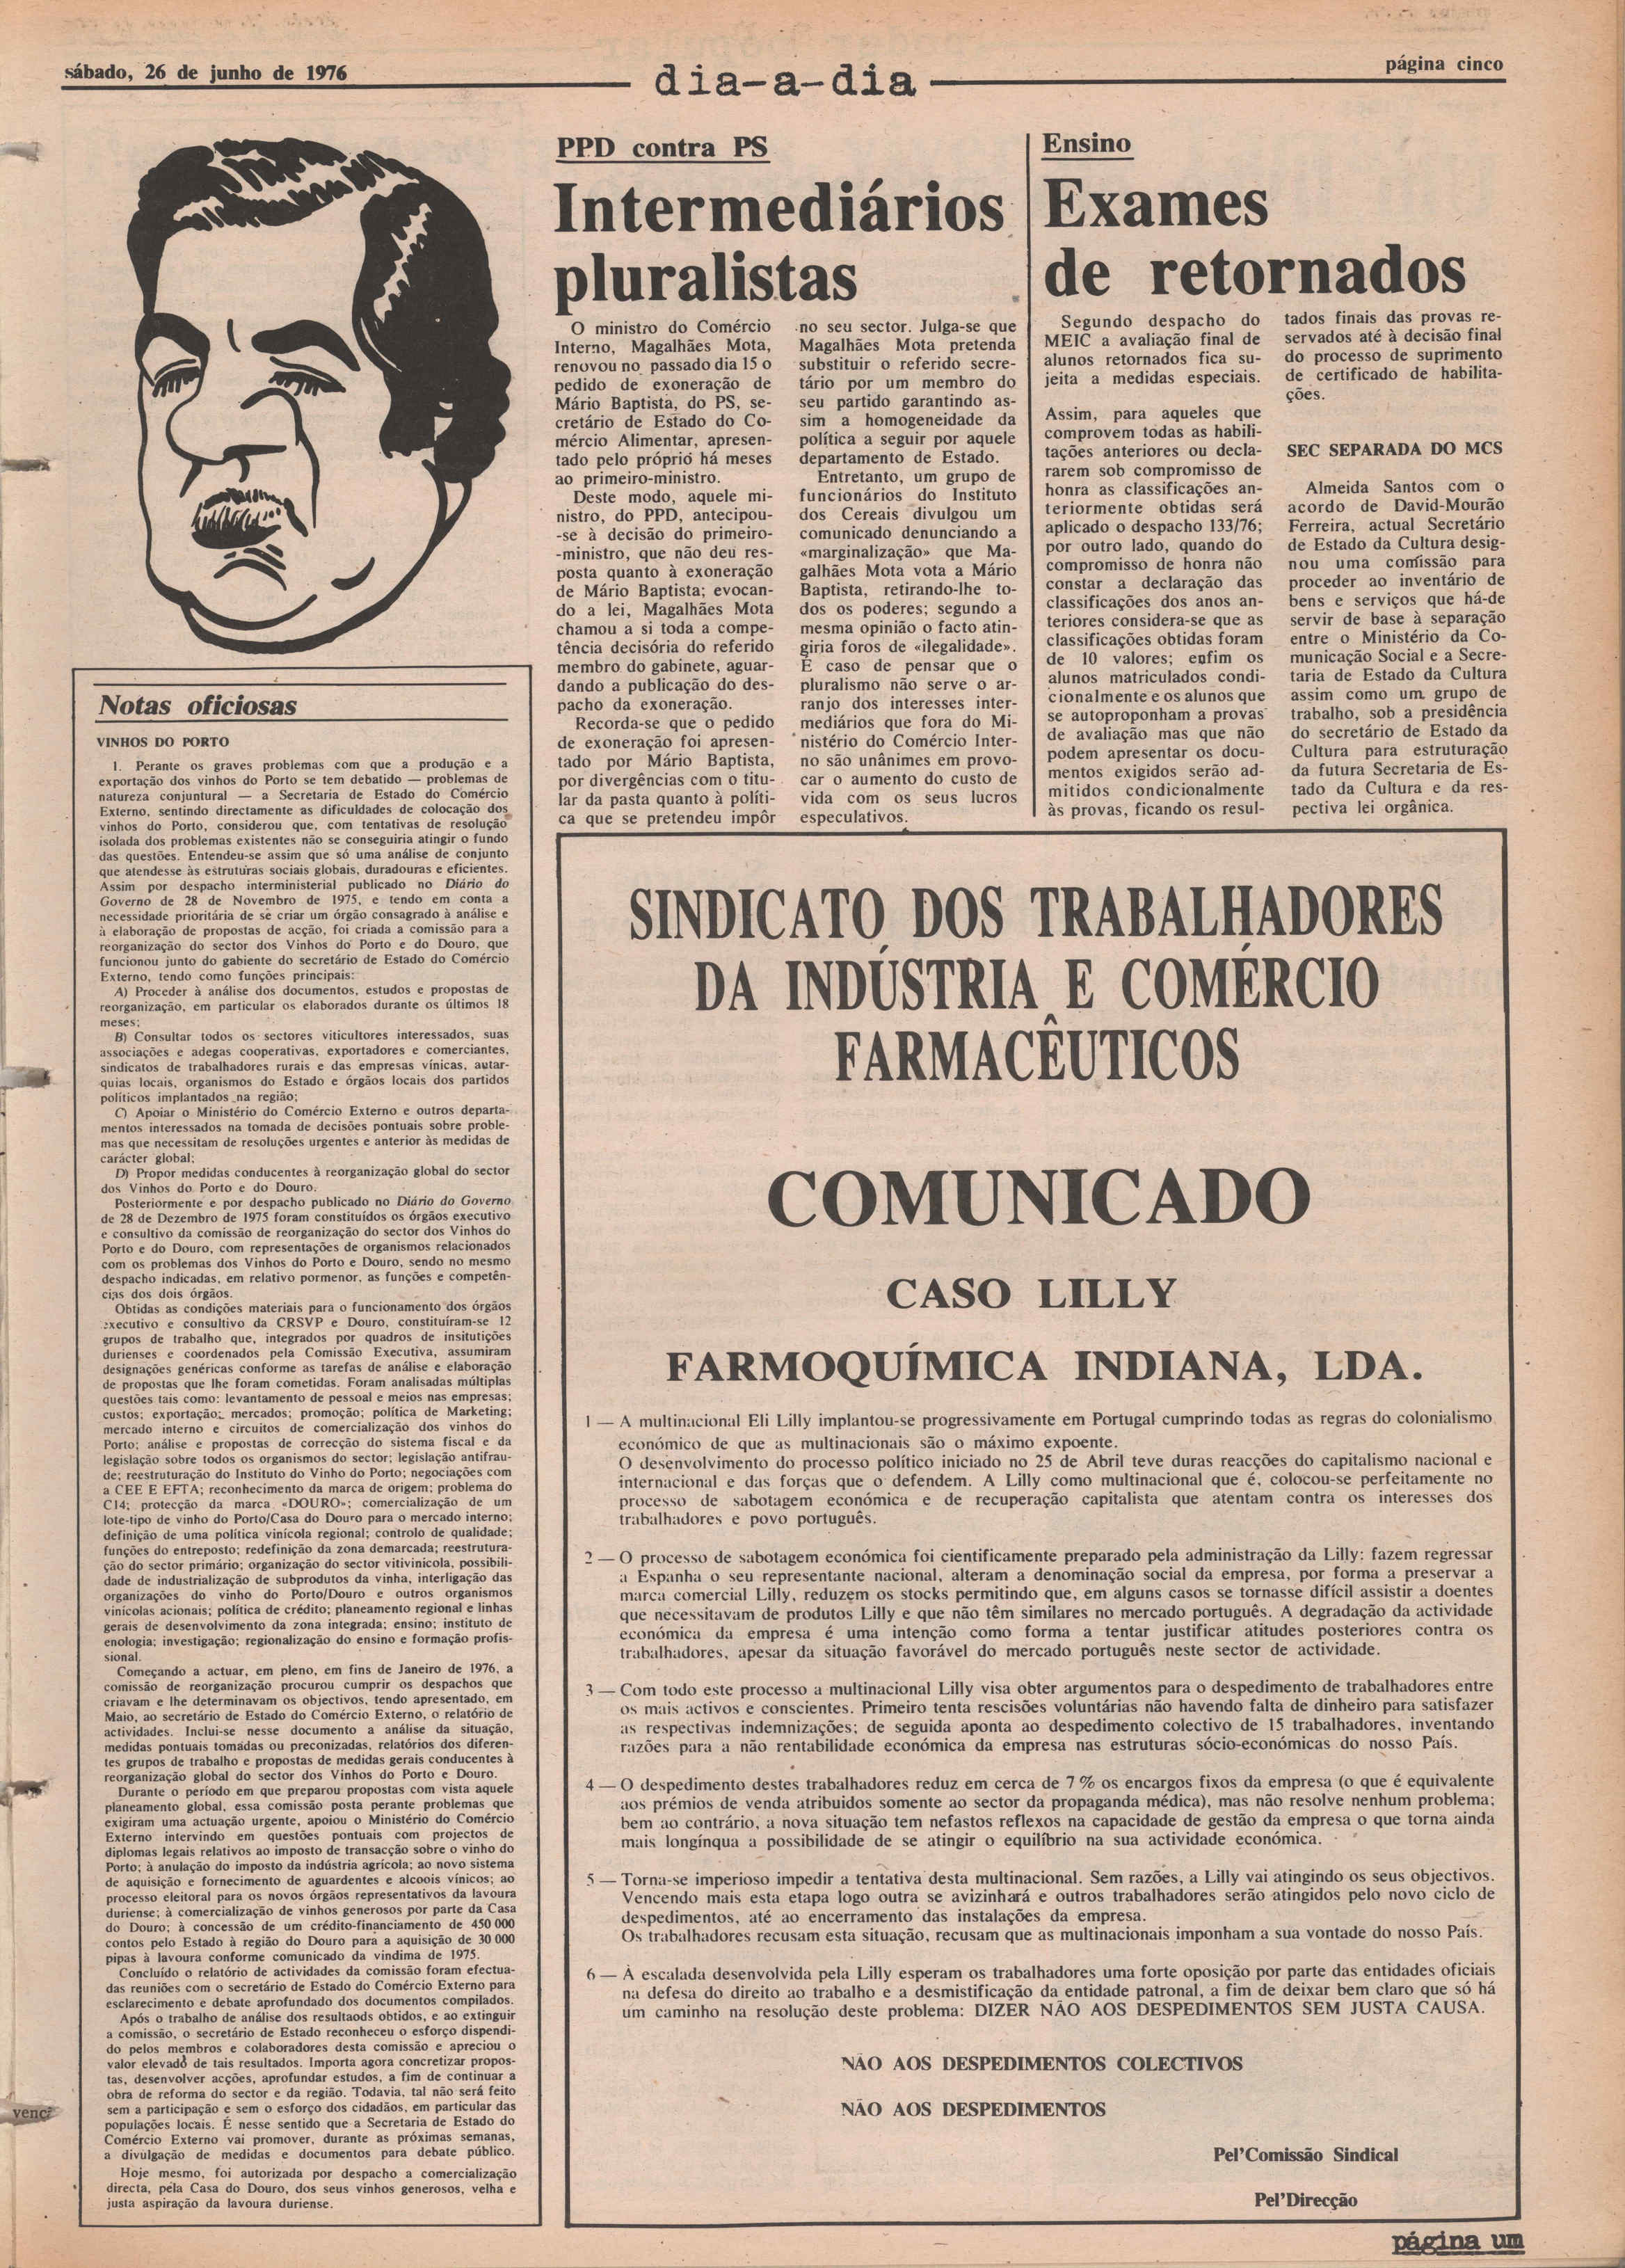 sábado, 26 de junho de 1976
dia-a-dia
página cinco
PPD contra PS
Intermediários
pluralistas
O ministro do Comércio
Interno, Magalhães Mota,
renovou no passado dia 15 o
pedido de exoneração de
Mário Baptista, do PS, se-
cretário de Estado do Co-
mércio Alimentar, apresen-
tado pelo próprio há meses
ao primeiro-ministro.
Deste modo, aquele mi-
nistro, do PPD, antecipou-
-se à decisão do primeiro-
-ministro, que não deu res-
posta quanto à exoneração
de Mário Baptista; evocan-
do a lei, Magalhães Mota
chamou a si toda a compe-
tência decisória do referido
membro do gabinete, aguar-
dando a publicação do des-
pacho da exoneração.
Recorda-se que o pedido
de exoneração foi apresen-
tado por Mário Baptista,
por divergências com o titu-
lar da pasta quanto à políti-
ca que se pretendeu impôr
no seu sector. Julga-se que
Magalhães Mota pretenda
substituir o referido secre-
tário por um membro do
seu partido garantindo as-
sim a homogeneidade da
política a seguir por aquele
departamento de Estado.
Entretanto, um grupo de
funcionários do Instituto
dos Cereais divulgou um
comunicado denunciando a
«marginalização» que Ma-
galhães Mota vota a Mário
Baptista, retirando-lhe to-
dos os poderes; segundo a
mesma opinião o facto atin-
giria foros de «ilegalidade».
É caso de pensar que o
pluralismo não serve o ar-
ranjo dos interesses inter-
mediários que fora do Mi-
nistério do Comércio Inter-
no são unânimes em provo-
car o aumento do custo de
vida com os seus lucros
especulativos.
Ensino
Exames
de retornados
Segundo despacho do
MEIC a avaliação final de
alunos retornados fica su-
jeita a medidas especiais.
Assim, para aqueles que
comprovem todas as habili-
tações anteriores ou decla-
rarem sob compromisso de
honra as classificações an-
teriormente obtidas será
aplicado o despacho 133/76;
por outro lado, quando do
compromisso de honra não
constar a declaração das
classificações dos anos an-
teriores considera-se que as
classificações obtidas foram
de 10 valores; enfim os
alunos matriculados condi-
cionalmente e os alunos que
se autoproponham a provas
de avaliação mas que não
podem apresentar os docu-
mentos exigidos serão ad-
mitidos condicionalmente
às provas, ficando os resul-
tados finais das provas re-
servados até à decisão final
do processo de suprimento
de certificado de habilita-
ções.
SEC SEPARADA DO MCS
Almeida Santos com o
acordo de David-Mourão
Ferreira, actual Secretário
de Estado da Cultura desig-
nou uma comissão para
proceder ao inventário de
bens e serviços que há-de
servir de base à separação
entre o Ministério da Co-
municação Social e a Secre-
taria de Estado da Cultura
assim como um grupo de
trabalho, sob a presidência
do secretário de Estado da
Cultura para estruturação
da futura Secretaria de Es-
tado da Cultura e da res-
pectiva lei orgânica.
Notas oficiosas
VINHOS DO PORTO
1. Perante os graves problemas com que a produção e a
exportação dos vinhos do Porto se tem debatido — problemas de
natureza conjuntural — a Secretaria de Estado do Comércio
Externo, sentindo directamente as dificuldades de colocação dos
vinhos do Porto, considerou que, com tentativas de resolução
isolada dos problemas existentes não se conseguiria atingir o fundo
das questões. Entendeu-se assim que só uma análise de conjunto
que atendesse às estruturas sociais globais, duradouras e eficientes.
Assim por despacho interministerial publicado no Diário do
Governo de 28 de Novembro de 1975, e tendo em conta a
necessidade prioritária de se criar um órgão consagrado à análise e
à elaboração de propostas de acção, foi criada a comissão para a
reorganização do sector dos Vinhos do Porto e do Douro, que
funcionou junto do gabiente do secretário de Estado do Comércio
Externo, tendo como funções principais:
A) Proceder à análise dos documentos, estudos e propostas de
reorganização, em particular os elaborados durante os últimos 18
meses;
B) Consultar todos os sectores viticultores interessados, suas
associações e adegas cooperativas, exportadores e comerciantes,
sindicatos de trabalhadores rurais e das empresas vínicas, autar-
quias locais, organismos do Estado e órgãos locais dos partidos
políticos implantados na região;
C) Apoiar o Ministério do Comércio Externo e outros departa-
mentos interessados na tomada de decisões pontuais sobre proble-
mas que necessitam de resoluções urgentes e anterior às medidas de
carácter global;
D) Propor medidas conducentes à reorganização global do sector
dos Vinhos do Porto e do Douro.
Posteriormente e por despacho publicado no Diário do Governo
de 28 de Dezembro de 1975 foram constituídos os órgãos executivo
e consultivo da comissão de reorganização do sector dos Vinhos do
Porto e do Douro, com representações de organismos relacionados
com os problemas dos Vinhos do Porto e Douro, sendo no mesmo
despacho indicadas, em relativo pormenor, as funções e competên-
cias dos dois órgãos.
Obtidas as condições materiais para o funcionamento dos órgãos
executivo e consultivo da CRSVP e Douro, constituíram-se 12
grupos de trabalho que, integrados por quadros de insitutições
durienses e coordenados pela Comissão Executiva, assumiram
designações genéricas conforme as tarefas de análise e elaboração
de propostas que lhe foram cometidas. Foram analisadas múltiplas
questões tais como: levantamento de pessoal e meios nas empresas;
custos; exportação; mercados; promoção; política de Marketing;
mercado interno e circuitos de comercialização dos vinhos do
Porto; análise e propostas de correcção do sistema fiscal e da
legislação sobre todos os organismos do sector; legislação antifrau-
de; reestruturação do Instituto do Vinho do Porto; negociações com
a CEE E EFTA; reconhecimento da marca de origem; problema do
C14; protecção da marca «DOURO»; comercialização de um
lote-tipo de vinho do Porto/Casa do Douro para o mercado interno;
definição de uma política vinícola regional; controlo de qualidade;
funções do entreposto; redefinição da zona demarcada; reestrutura-
ção do sector primário; organização do sector vitivinícola, possibili-
dade de industrialização de subprodutos da vinha, interligação das
organizações do vinho do Porto/Douro e outros organismos
vinícolas acionais; política de crédito; planeamento regional e linhas
gerais de desenvolvimento da zona integrada; ensino; instituto de
enologia; investigação; regionalização do ensino e formação profis-
sional.
Começando a actuar, em pleno, em fins de Janeiro de 1976, a
comissão de reorganização procurou cumprir os despachos que
criavam e lhe determinavam os objectivos, tendo apresentado, em
Maio, ao secretário de Estado do Comércio Externo, o relatório de
actividades. Inclui-se nesse documento a análise da situação,
medidas pontuais tomadas ou preconizadas, relatórios dos diferen-
tes grupos de trabalho e propostas de medidas gerais conducentes à
reorganização global do sector dos Vinhos do Porto e Douro.
Durante o período em que preparou propostas com vista aquele
planeamento global, essa comissão posta perante problemas que
exigiram uma actuação urgente, apoiou o Ministério do Comércio
Externo intervindo em questões pontuais com projectos de
diplomas legais relativos ao imposto de transacção sobre o vinho do
Porto; à anulação do imposto da indústria agrícola; ao novo sistema
de aquisição e fornecimento de aguardentes e alcoois vínicos; ao
processo eleitoral para os novos órgãos representativos da lavoura
duriense; à comercialização de vinhos generosos por parte da Casa
do Douro; à concessão de um crédito-financiamento de 450 000
contos pelo Estado à região do Douro para a aquisição de 30 000
pipas à lavoura conforme comunicado da vindima de 1975.
Concluído o relatório de actividades da comissão foram efectua-
das reuniões com o secretário de Estado do Comércio Externo para
esclarecimento e debate aprofundado dos documentos compilados.
Após o trabalho de análise dos resultaods obtidos, e ao extinguir
a comissão, o secretário de Estado reconheceu o esforço dispendi-
do pelos membros e colaboradores desta comissão e apreciou o
valor elevado de tais resultados. Importa agora concretizar propos-
tas, desenvolver acções, aprofundar estudos, a fim de continuar a
obra de reforma do sector e da região. Todavia, tal não será feito
sem a participação e sem o esforço dos cidadãos, em particular das
populações locais. É nesse sentido que a Secretaria de Estado do
Comércio Externo vai promover, durante as próximas semanas,
a divulgação de medidas e documentos para debate público.
Hoje mesmo, foi autorizada por despacho a comercialização
directa, pela Casa do Douro, dos seus vinhos generosos, velha e
justa aspiração da lavoura duriense.
SINDICATO DOS TRABALHADORES
DA INDÚSTRIA E COMÉRCIO
FARMACÊUTICOS
COMUNICADO
CASO LILLY
FARMOQUÍMICA INDIANA, LDA.
1 — A multinacional Eli Lilly implantou-se progressivamente em Portugal cumprindo todas as regras do colonialismo
económico de que as multinacionais são o máximo expoente.
O desenvolvimento do processo político iniciado no 25 de Abril teve duras reacções do capitalismo nacional e
internacional e das forças que o defendem. A Lilly como multinacional que é, colocou-se perfeitamente no
processo de sabotagem económica e de recuperação capitalista que atentam contra os interesses dos
trabalhadores e povo português.
2 — O processo de sabotagem económica foi cientificamente preparado pela administração da Lilly: fazem regressar
a Espanha o seu representante nacional, alteram a denominação social da empresa, por forma a preservar a
marca comercial Lilly, reduzem os stocks permitindo que, em alguns casos se tornasse difícil assistir a doentes
que necessitavam de produtos Lilly e que não têm similares no mercado português. A degradação da actividade
económica da empresa é uma intenção como forma a tentar justificar atitudes posteriores contra os
trabalhadores, apesar da situação favorável do mercado português neste sector de actividade.
3 — Com todo este processo a multinacional Lilly visa obter argumentos para o despedimento de trabalhadores entre
os mais activos e conscientes. Primeiro tenta rescisões voluntárias não havendo falta de dinheiro para satisfazer
as respectivas indemnizações; de seguida aponta ao despedimento colectivo de 15 trabalhadores, inventando
razões para a não rentabilidade económica da empresa nas estruturas sócio-económicas do nosso País.
4 — O despedimento destes trabalhadores reduz em cerca de 7 % os encargos fixos da empresa (o que é equivalente
aos prémios de venda atribuidos somente ao sector da propaganda médica), mas não resolve nenhum problema;
bem ao contrário, a nova situação tem nefastos reflexos na capacidade de gestão da empresa o que torna ainda
mais longínqua a possibilidade de se atingir o equilíbrio na sua actividade económica.
5 — Torna-se imperioso impedir a tentativa desta multinacional. Sem razões, a Lilly vai atingindo os seus objectivos.
Vencendo mais esta etapa logo outra se avizinhará e outros trabalhadores serão atingidos pelo novo ciclo de
despedimentos, até ao encerramento das instalações da empresa.
Os trabalhadores recusam esta situação, recusam que as multinacionais imponham a sua vontade do nosso País.
6 — À escalada desenvolvida pela Lilly esperam os trabalhadores uma forte oposição por parte das entidades oficiais
na defesa do direito ao trabalho e a desmistificação da entidade patronal, a fim de deixar bem claro que só há
um caminho na resolução deste problema: DIZER NÃO AOS DESPEDIMENTOS SEM JUSTA CAUSA.
NÃO AOS DESPEDIMENTOS COLECTIVOS
NÃO AOS DESPEDIMENTOS
Pel'Comissão Sindical
Pel'Direcção
página um